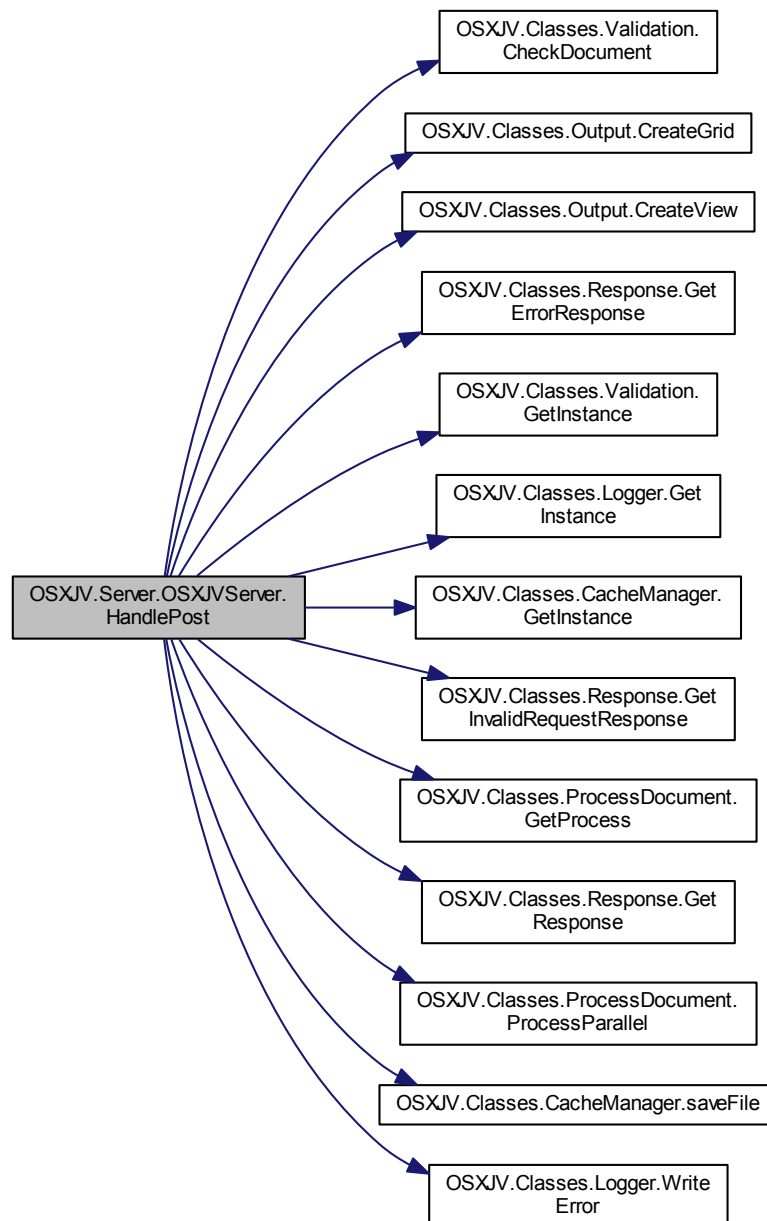 OSXJV.Classes.Validation.
CheckDocument
OSXJV.Classes.Output.CreateGrid
OSXJV.Classes.Output.CreateView
OSXJV.Classes.Response.Get
ErrorResponse
OSXJV.Classes.Validation.
GetInstance
OSXJV.Classes.Logger.Get
Instance
OSXJV.Server.OSXJVServer.
HandlePost
OSXJV.Classes.CacheManager.
GetInstance
OSXJV.Classes.Response.Get
InvalidRequestResponse
OSXJV.Classes.ProcessDocument.
GetProcess
OSXJV.Classes.Response.Get
Response
OSXJV.Classes.ProcessDocument.
ProcessParallel
OSXJV.Classes.CacheManager.saveFile
OSXJV.Classes.Logger.Write
Error